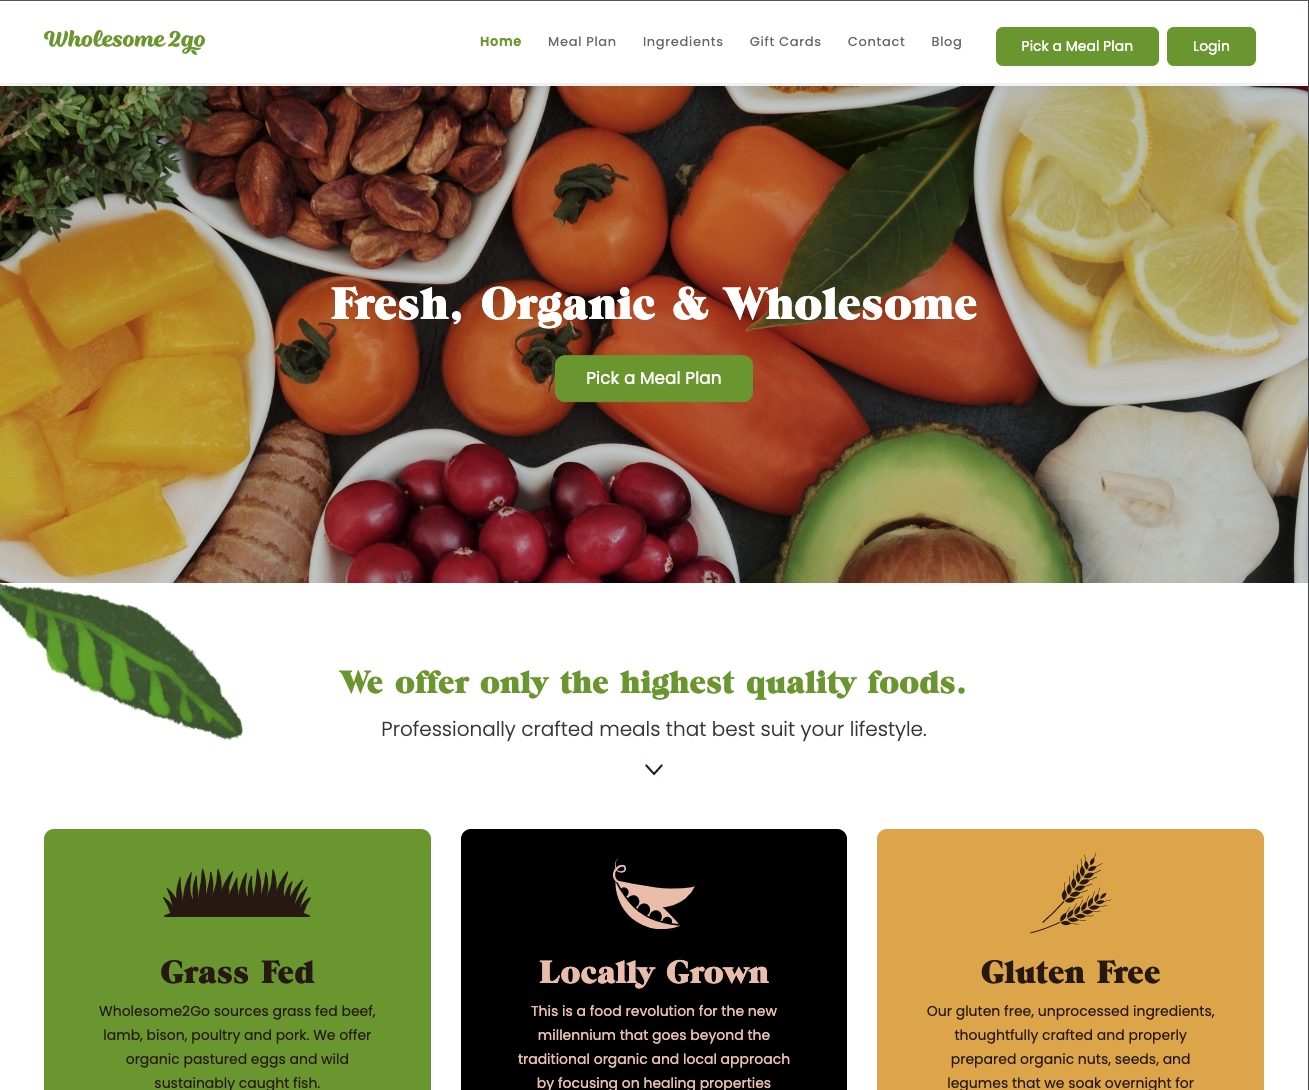 Wholesome 2go
Home Meal Plan Ingredients Gift Cards Contact Blog Pick a Meal Plan Login
Fresh, Organic & Wholesome
Pick a Meal Plan
We offer only the highest quality foods.
Professionally crafted meals that best suit your lifestyle.
Grass Fed
Wholesome2Go sources grass fed beef,
lamb, bison, poultry and pork. We offer
organic pastured eggs and wild
sustainably caught fish.
Locally Grown
This is a food revolution for the new
millennium that goes beyond the
traditional organic and local approach
by focusing on healing properties
Gluten Free
Our gluten free, unprocessed ingredients,
thoughtfully crafted and properly
prepared organic nuts, seeds, and
legumes that we soak overnight for